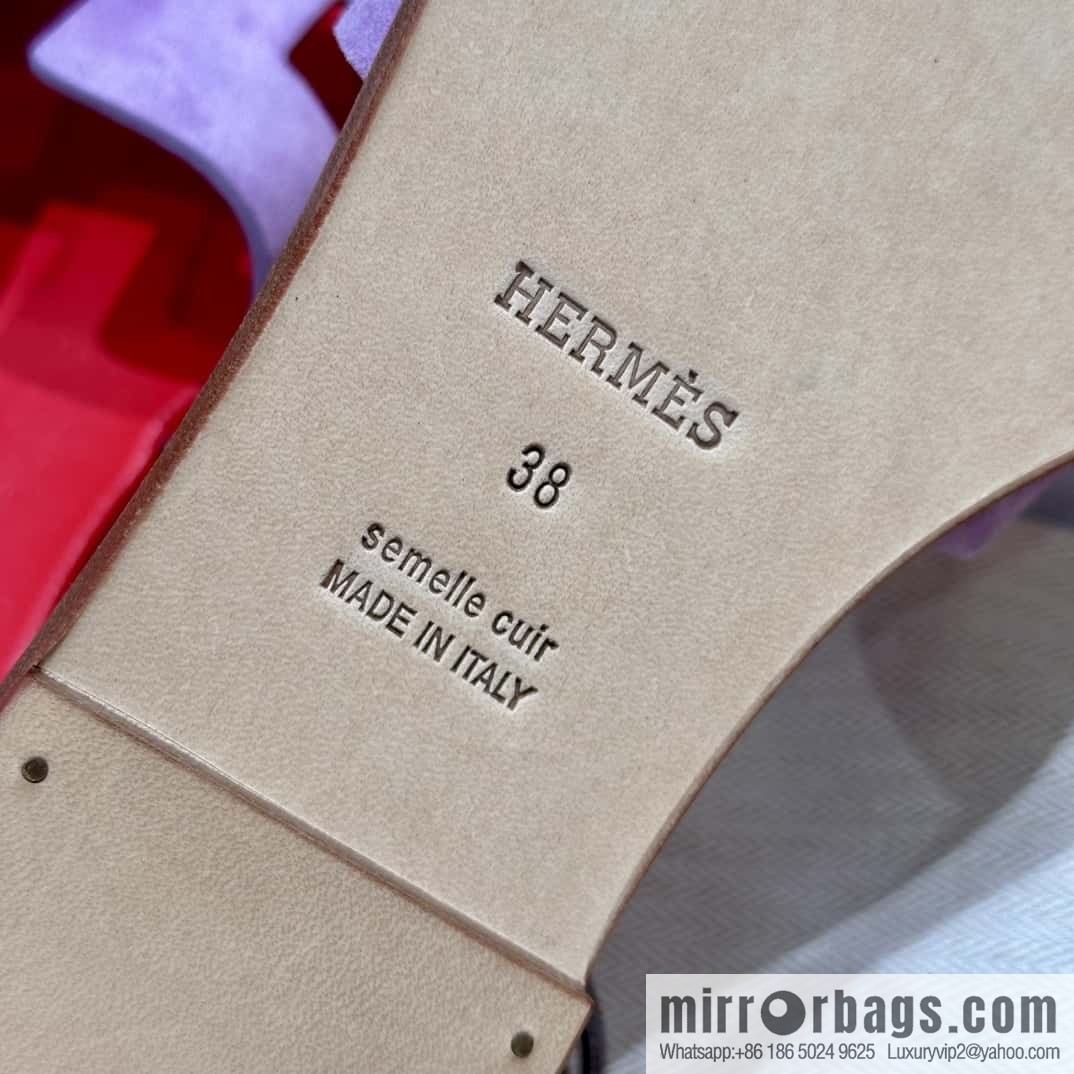 HERMÈS
38
semelle cuir
MADE IN ITALY
mirrorbags.com
Whatsapp:+86 186 5024 9625 Luxuryvip2@yahoo.com